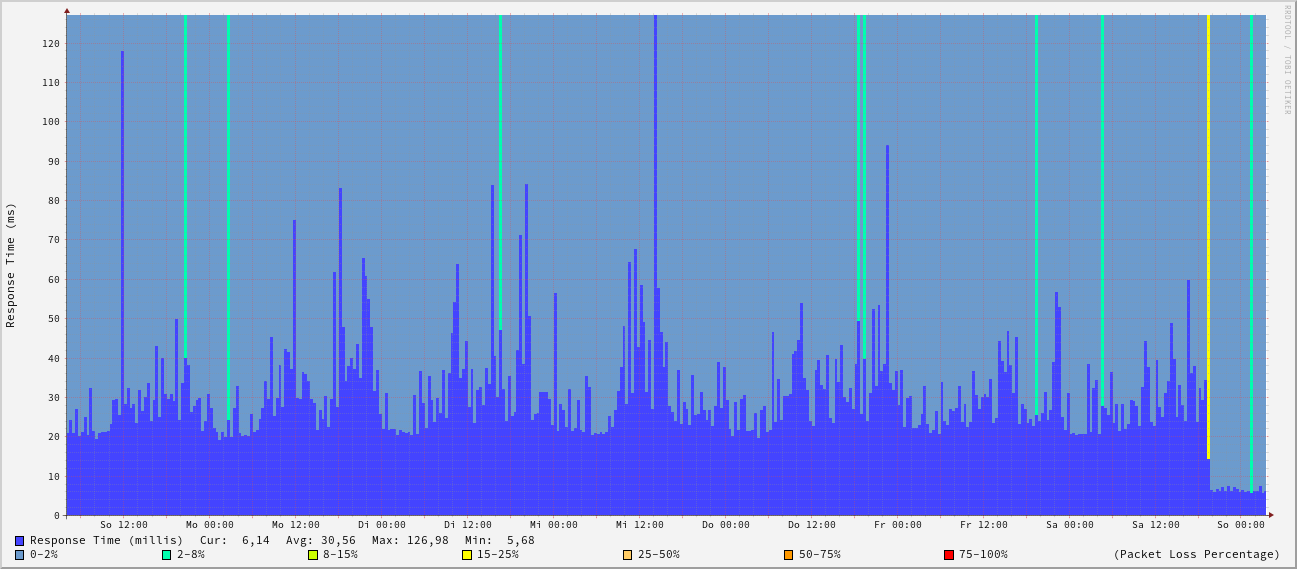 RRDTOOL / TOBI OETIKER
Response Time (ms)
120
110
100
90
80
70
60
50
40
30
20
10
0
So 12:00 Mo 00:00 Mo 12:00 Di 00:00 Di 12:00 Mi 00:00 Mi 12:00 Do 00:00 Do 12:00 Fr 00:00 Fr 12:00 Sa 00:00 Sa 12:00 So 00:00
Response Time (millis) Cur: 6,14 Avg: 30,56 Max: 126,98 Min: 5,68
0-2% 2-8% 8-15% 15-25% 25-50% 50-75% 75-100% (Packet Loss Percentage)